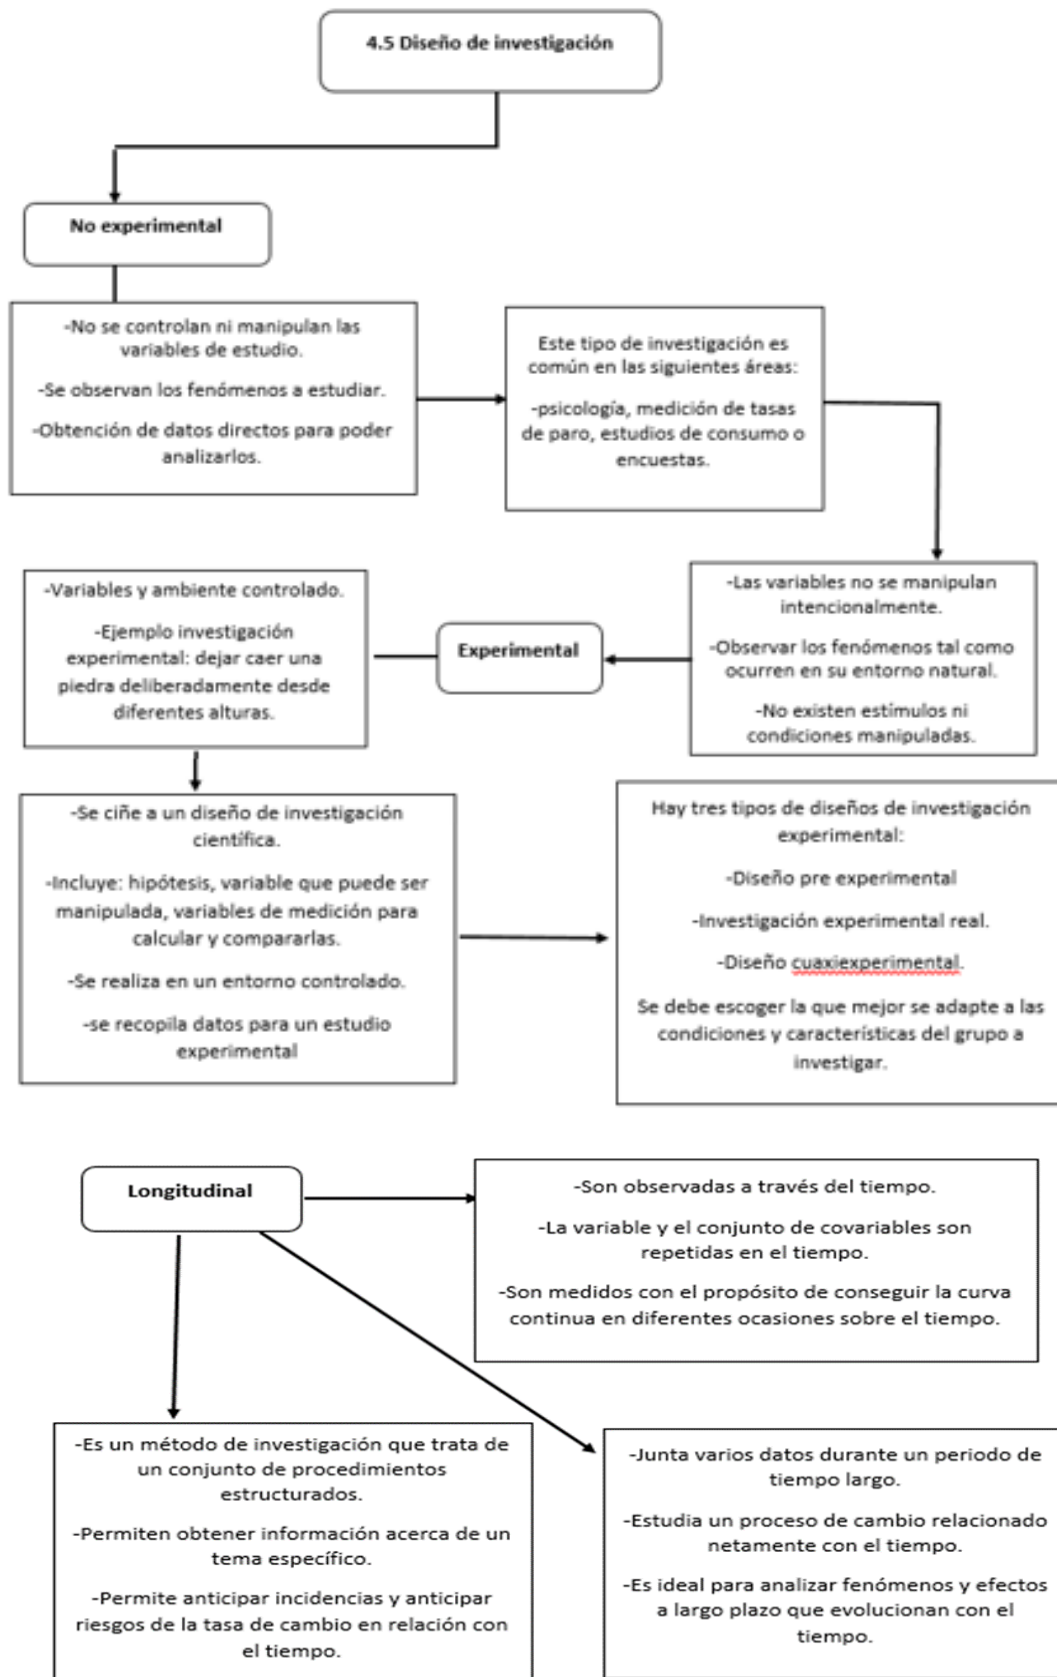 4.5 Diseño de investigación
No experimental
-No se controlan ni manipulan las
variables de estudio.
-Se observan los fenómenos a estudiar.
-Obtención de datos directos para poder
analizarlos.
Este tipo de investigación es
común en las siguientes áreas:
-psicología, medición de tasas
de paro, estudios de consumo o
encuestas.
-Las variables no se manipulan
intencionalmente.
-Observar los fenómenos tal como
ocurren en su entorno natural.
-No existen estímulos ni
condiciones manipuladas.
Experimental
-Variables y ambiente controlado.
-Ejemplo investigación
experimental: dejar caer una
piedra deliberadamente desde
diferentes alturas.
-Se ciñe a un diseño de investigación
científica.
-Incluye: hipótesis, variable que puede ser
manipulada, variables de medición para
calcular y compararlas.
-Se realiza en un entorno controlado.
-se recopila datos para un estudio
experimental
Hay tres tipos de diseños de investigación
experimental:
-Diseño pre experimental
-Investigación experimental real.
-Diseño cuaxiexperimental.
Se debe escoger la que mejor se adapte a las
condiciones y características del grupo a
investigar.
Longitudinal
-Son observadas a través del tiempo.
-La variable y el conjunto de covariables son
repetidas en el tiempo.
-Son medidos con el propósito de conseguir la curva
continua en diferentes ocasiones sobre el tiempo.
-Es un método de investigación que trata de
un conjunto de procedimientos
estructurados.
-Permiten obtener información acerca de un
tema específico.
-Permite anticipar incidencias y anticipar
riesgos de la tasa de cambio en relación con
el tiempo.
-Junta varios datos durante un periodo de
tiempo largo.
-Estudia un proceso de cambio relacionado
netamente con el tiempo.
-Es ideal para analizar fenómenos y efectos
a largo plazo que evolucionan con el
tiempo.